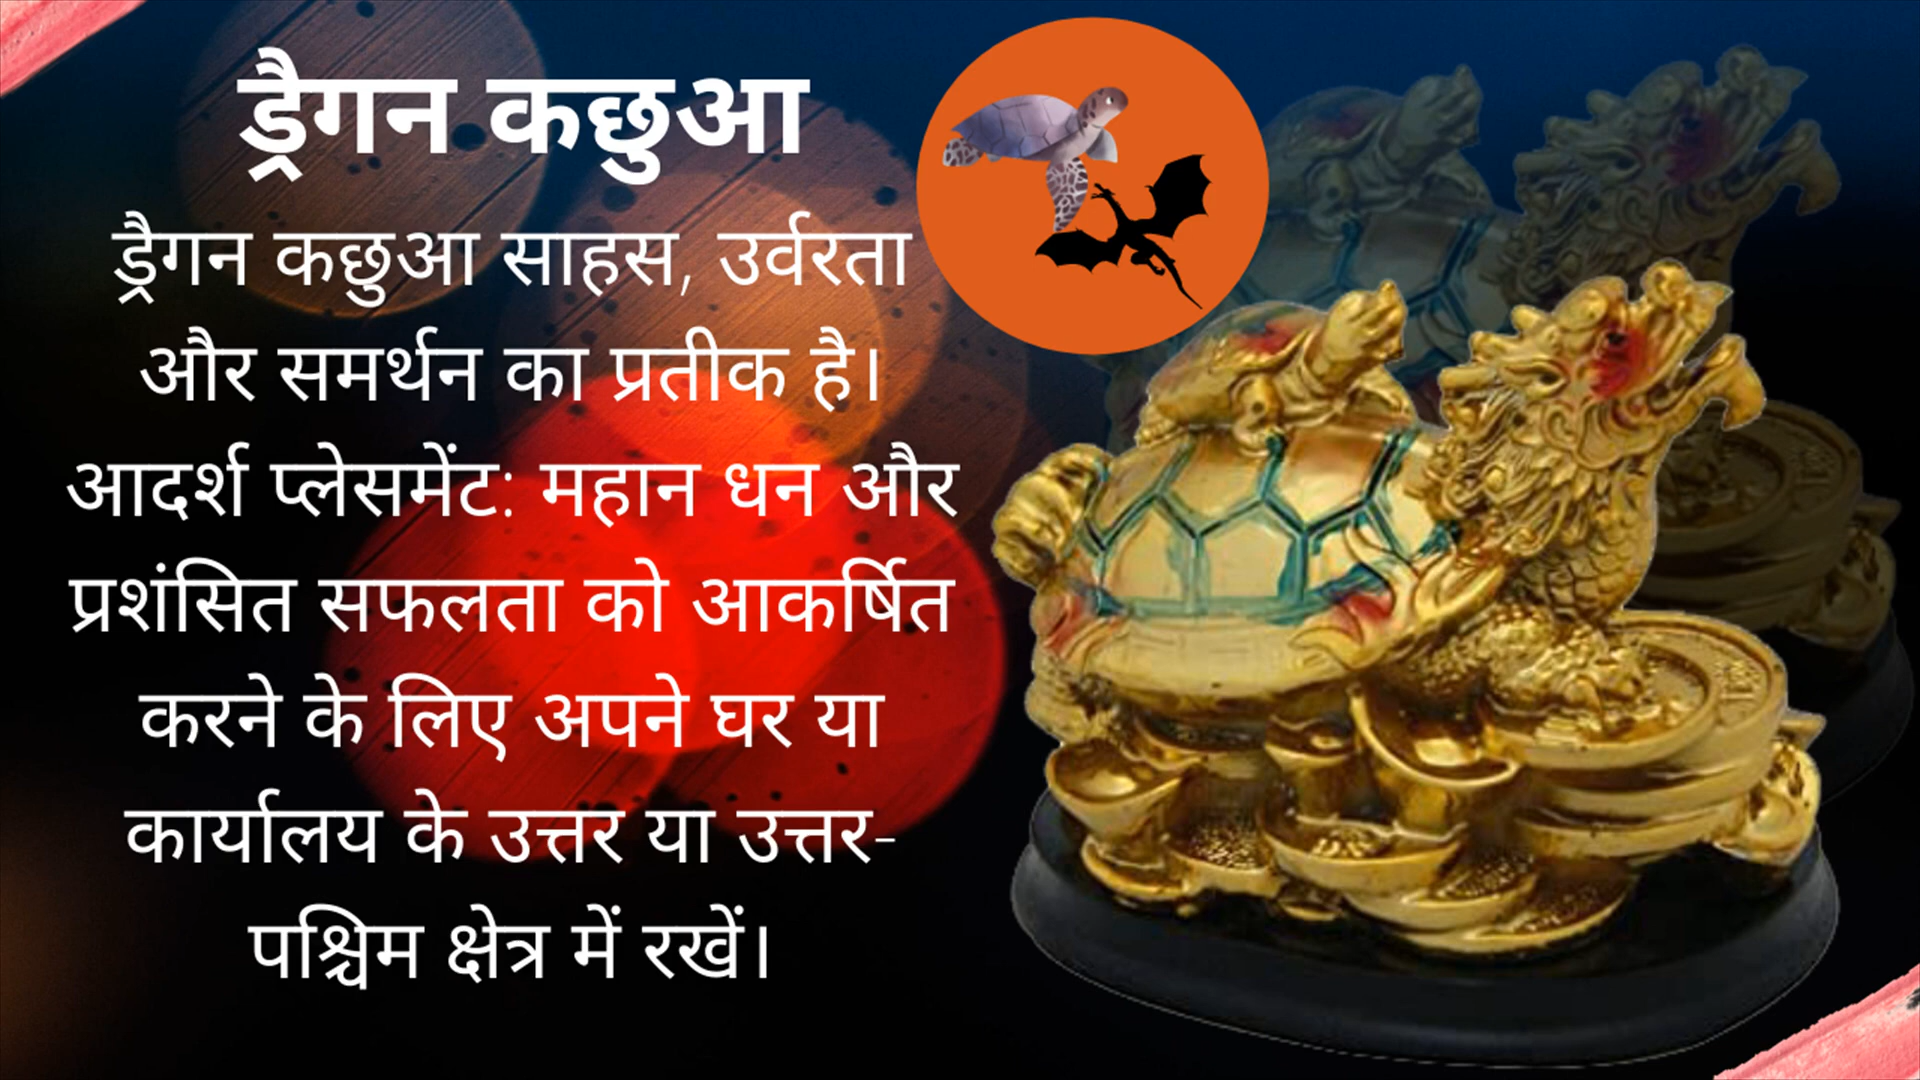 ड्रैगन कछुआ
ड्रैगन कछुआ साहस, उर्वरता
और समर्थन का प्रतीक है।
आदर्श प्लेसमेंट: महान धन और
प्रशंसित सफलता को आकर्षित
करने के लिए अपने घर या
कार्यालय के उत्तर या उत्तर-
पश्चिम क्षेत्र में रखें।